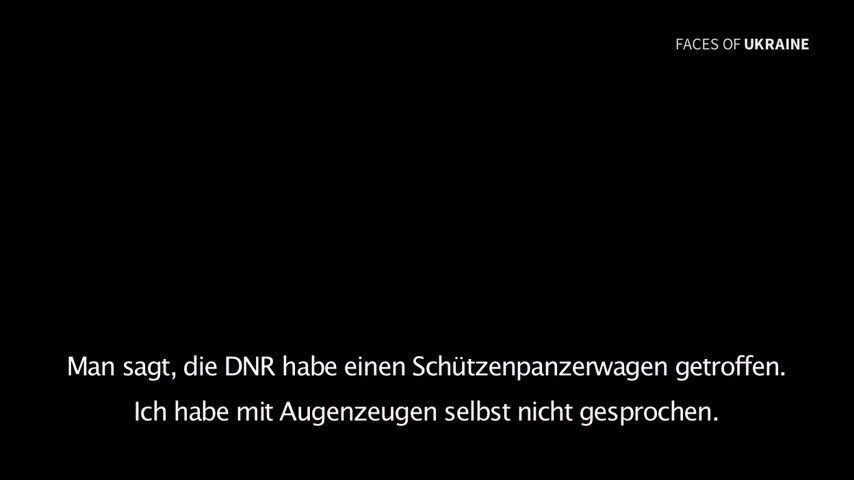 FACES OF UKRAINE
Man sagt, die DNR habe einen Schützenpanzerwagen getroffen.
Ich habe mit Augenzeugen selbst nicht gesprochen.